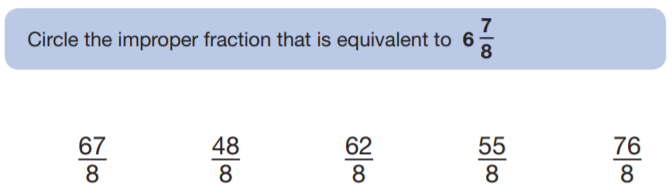 Circle the improper fraction that is equivalent to 6 7/8
67/8 48/8 62/8 55/8 76/8